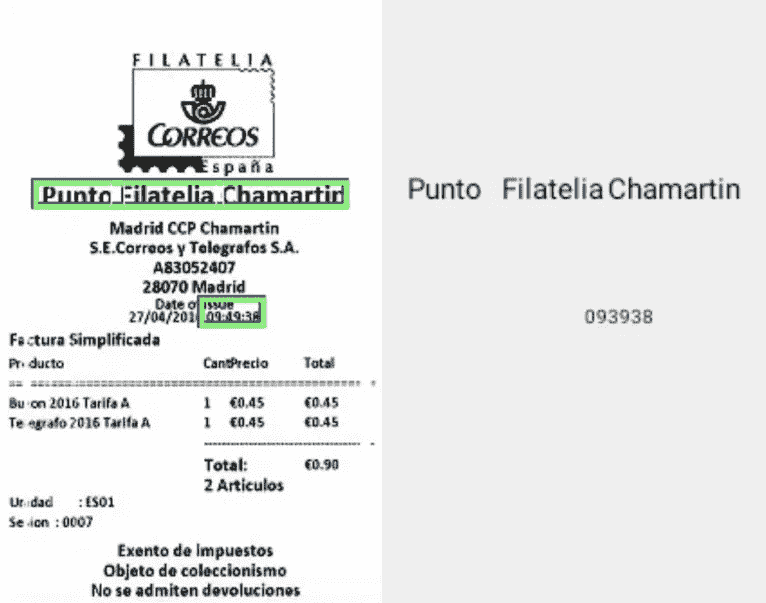 FILATELIA
CORREOS
España
Punto Filatelia Chamartin
Punto Filatelia Chamartin
Madrid CCP Chamartin
S.E.Correos y Telegrafos S.A.
A83052407
28070 Madrid
Date of Issue
27/04/201 09:49:38
093938
Factura Simplificada
Producto Cant Precio Total
Buzon 2016 Tarifa A 1 €0.45 €0.45
Telegrafo 2016 Tarifa A 1 €0.45 €0.45
Total: €0.90
2 Articulos
Unidad : ES01
Sesion : 0007
Exento de impuestos
Objeto de coleccionismo
No se admiten devoluciones